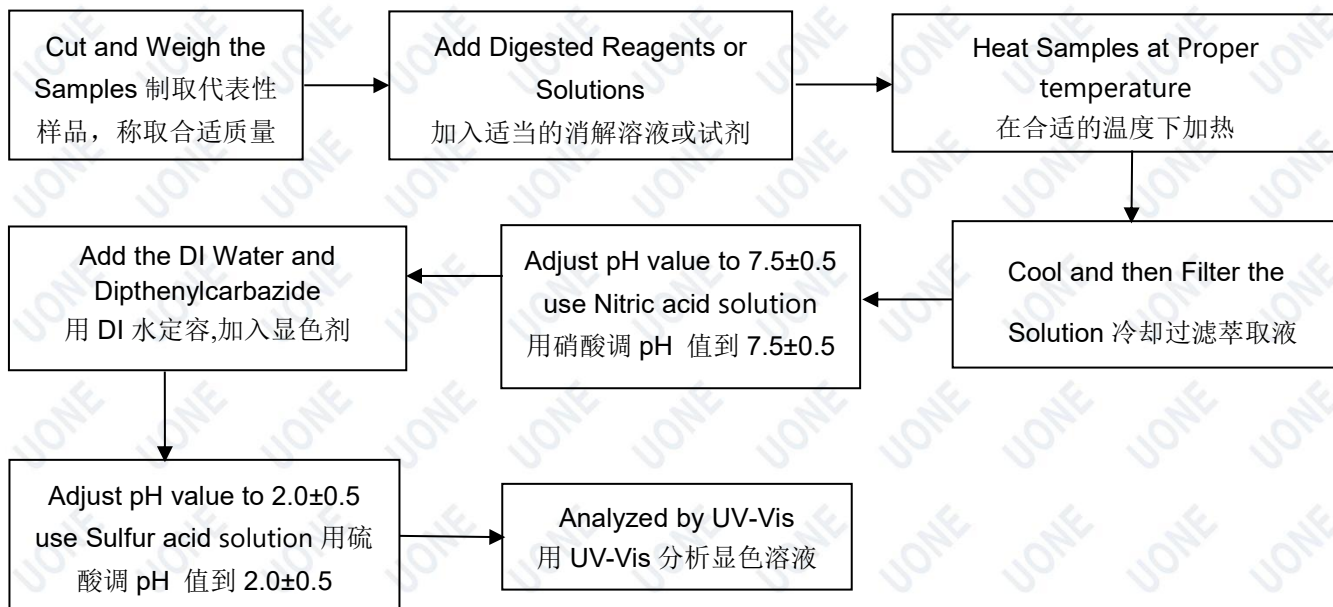 Cut and Weigh the
Samples 制取代表性
样品，称取合适质量
Add Digested Reagents or
Solutions
加入适当的消解溶液或试剂
Heat Samples at Proper
temperature
在合适的温度下加热
Cool and then Filter the
Solution 冷却过滤萃取液
Adjust pH value to 7.5±0.5
use Nitric acid solution
用硝酸调 pH 值到 7.5±0.5
Add the DI Water and
Dipthenylcarbazide
用 DI 水定容,加入显色剂
Adjust pH value to 2.0±0.5
use Sulfur acid solution 用硫
酸调 pH 值到 2.0±0.5
Analyzed by UV-Vis
用 UV-Vis 分析显色溶液